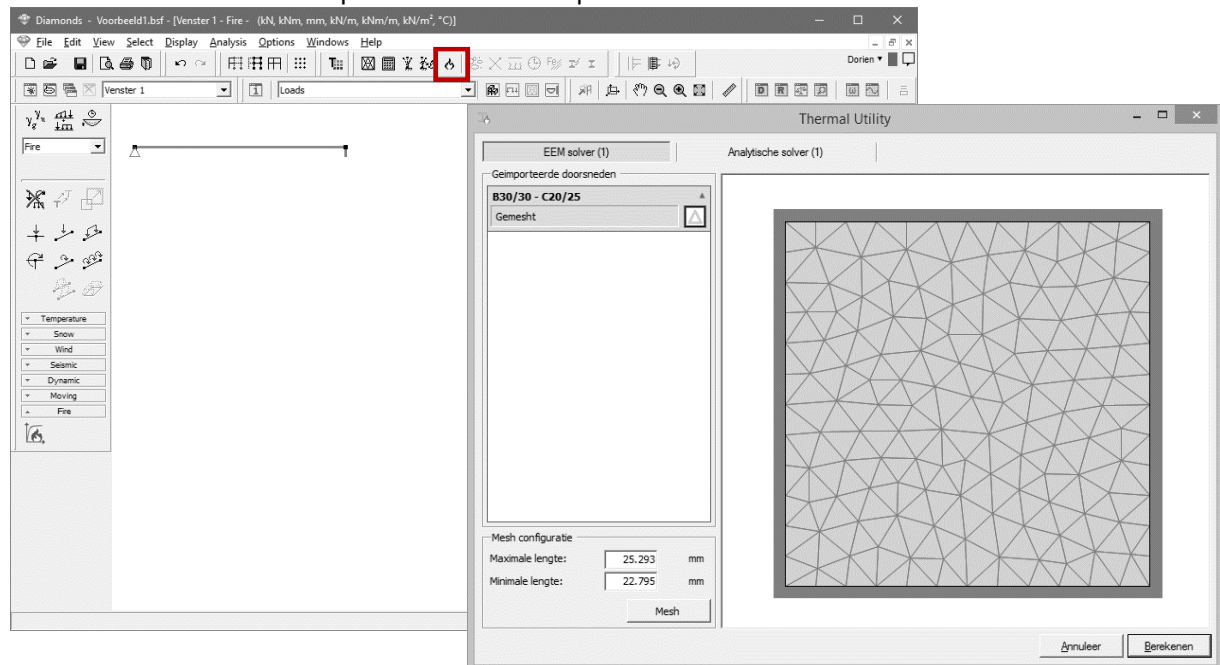 Diamonds - Voorbeeld1.bsf - [Venster 1 - Fire - (kN, kNm, mm, kN/m, kNm/m, kN/m², °C)]
File Edit View Select Display Analysis Options Windows Help
Dorien
Venster 1
1
Loads
Fire
Temperature
Snow
Wind
Seismic
Dynamic
Moving
Fire
Thermal Utility
EEM solver (1)
Analytische solver (1)
Geïmporteerde doorsneden
B30/30 - C20/25
Gemesht
Mesh configuratie
Maximale lengte: 25.293 mm
Minimale lengte: 22.795 mm
Mesh
Annuleer Berekenen